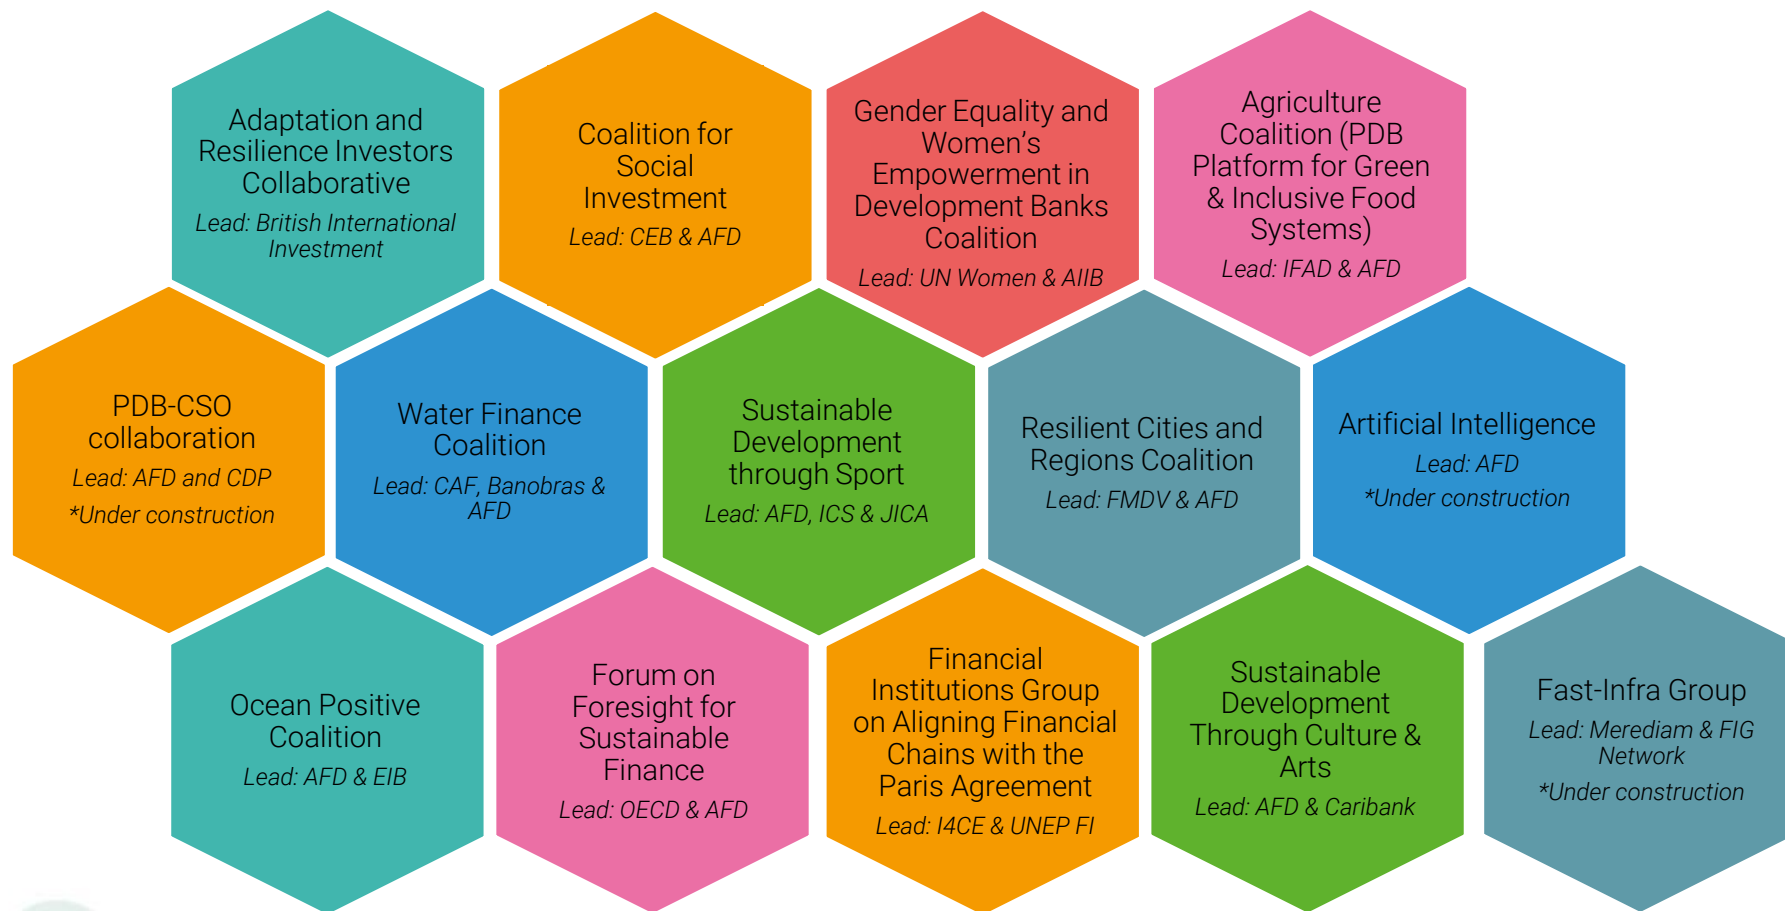 Adaptation and
Resilience Investors
Collaborative
Lead: British International
Investment
Coalition for
Social
Investment
Lead: CEB & AFD
Gender Equality and
Women’s
Empowerment in
Development Banks
Coalition
Lead: UN Women & AIIB
Agriculture
Coalition (PDB
Platform for Green
& Inclusive Food
Systems)
Lead: IFAD & AFD
PDB-CSO
collaboration
Lead: AFD and CDP
*Under construction
Water Finance
Coalition
Lead: CAF, Banobras &
AFD
Sustainable
Development
through Sport
Lead: AFD, ICS & JICA
Resilient Cities and
Regions Coalition
Lead: FMDV & AFD
Artificial Intelligence
Lead: AFD
*Under construction
Ocean Positive
Coalition
Lead: AFD & EIB
Forum on
Foresight for
Sustainable
Finance
Lead: OECD & AFD
Financial
Institutions Group
on Aligning Financial
Chains with the
Paris Agreement
Lead: I4CE & UNEP FI
Sustainable
Development
Through Culture &
Arts
Lead: AFD & Caribank
Fast-Infra Group
Lead: Merediam & FIG
Network
*Under construction